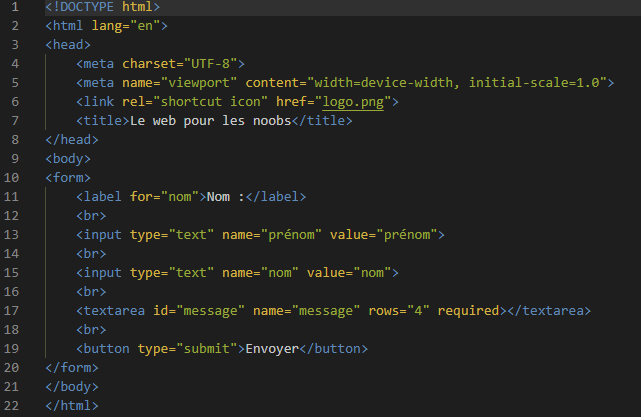 1 <!DOCTYPE html>
2 <html lang="en">
3 <head>
4     <meta charset="UTF-8">
5     <meta name="viewport" content="width=device-width, initial-scale=1.0">
6     <link rel="shortcut icon" href="logo.png">
7     <title>Le web pour les noobs</title>
8 </head>
9 <body>
10 <form>
11     <label for="nom">Nom :</label>
12     <br>
13     <input type="text" name="prénom" value="prénom">
14     <br>
15     <input type="text" name="nom" value="nom">
16     <br>
17     <textarea id="message" name="message" rows="4" required></textarea>
18     <br>
19     <button type="submit">Envoyer</button>
20 </form>
21 </body>
22 </html>